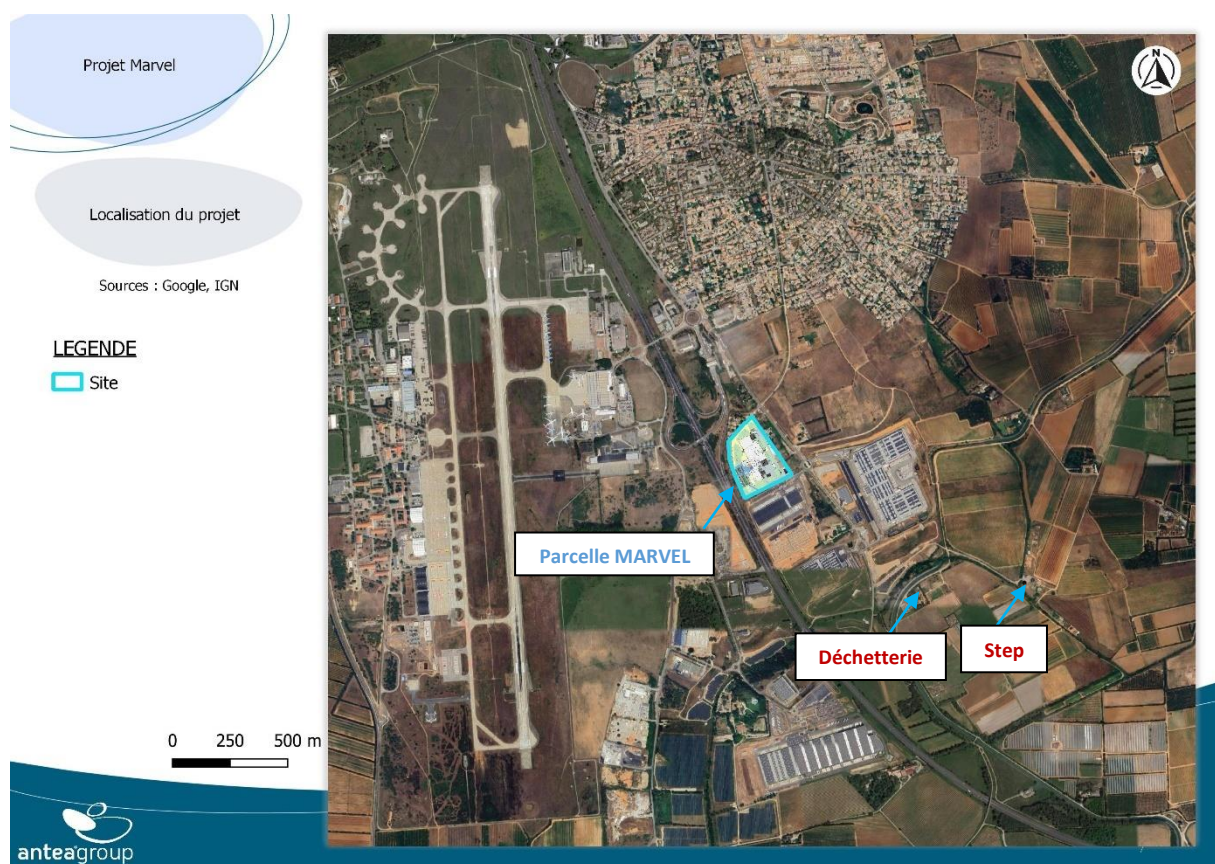 Projet Marvel
Localisation du projet
Sources : Google, IGN
LEGENDE
Site
0 250 500 m
anteagroup
N
Parcelle MARVEL
Déchetterie
Step